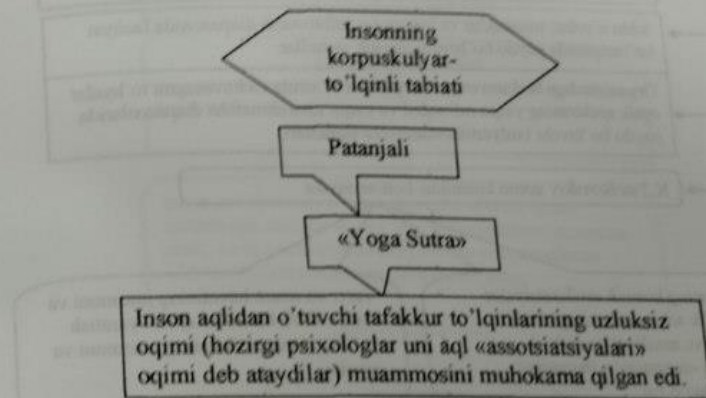 Insonning
korpuskulyar-
to'lqinli tabiati
Patanjali
«Yoga Sutra»
Inson aqlidan o'tuvchi tafakkur to'lqinlarining uzluksiz
oqimi (hozirgi psixologlar uni aql «assotsiatsiyalari»
oqimi deb ataydilar) muammosini muhokama qilgan edi.